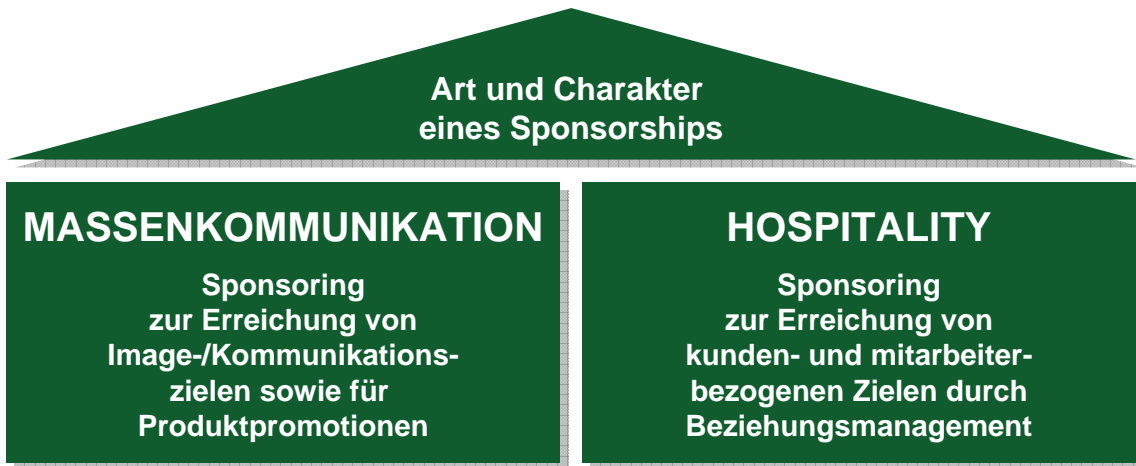 Art und Charakter
eines Sponsorships
MASSENKOMMUNIKATION
Sponsoring
zur Erreichung von
Image-/Kommunikations-
zielen sowie für
Produktpromotionen
HOSPITALITY
Sponsoring
zur Erreichung von
kunden- und mitarbeiter-
bezogenen Zielen durch
Beziehungsmanagement